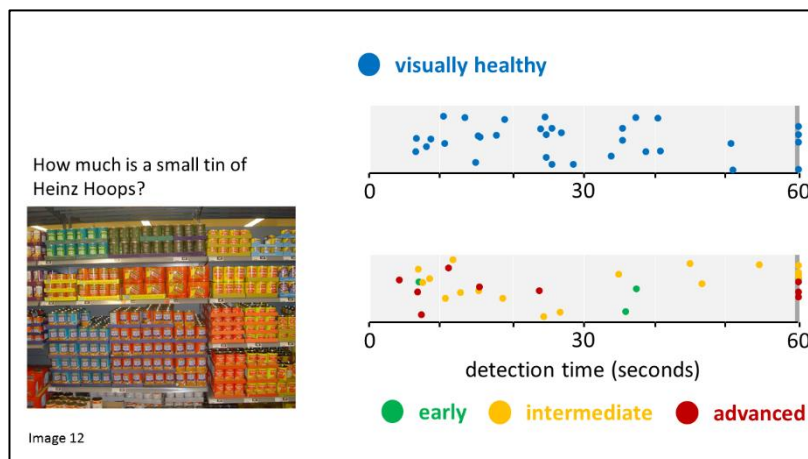 visually healthy
0 30 60
How much is a small tin of
Heinz Hoops?
0 30 60
detection time (seconds)
early intermediate advanced
Image 12